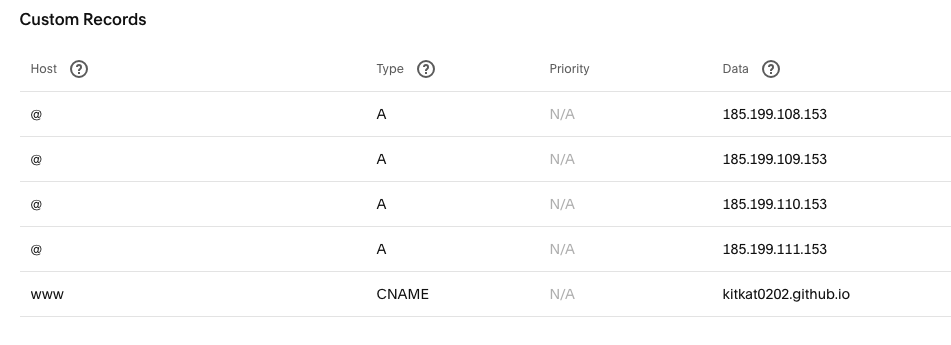 Custom Records
Host ? Type ? Priority Data ?
@ A N/A 185.199.108.153
@ A N/A 185.199.109.153
@ A N/A 185.199.110.153
@ A N/A 185.199.111.153
www CNAME N/A kitkat0202.github.io